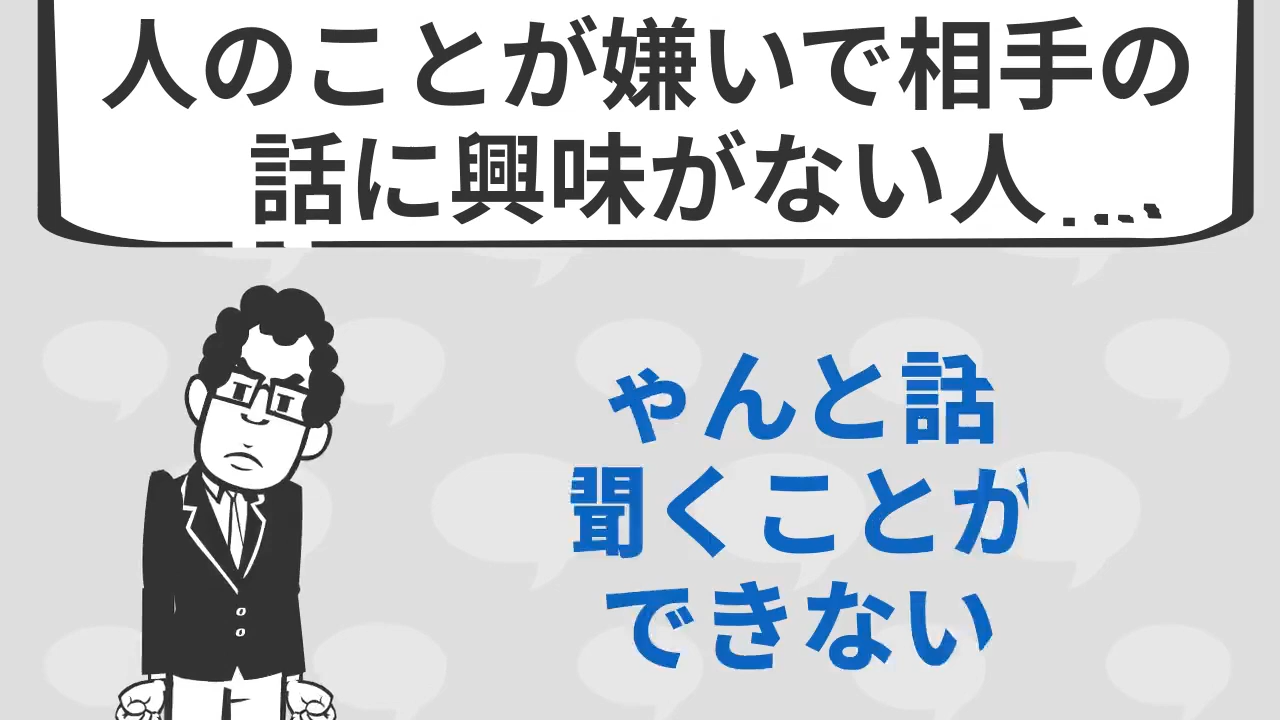 人のことが嫌いで相手の
話に興味がない人
ゃんと話
聞くことが
できない